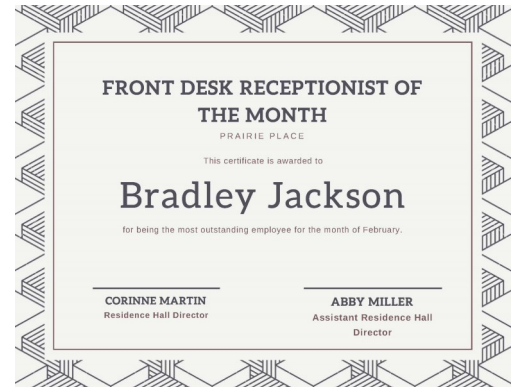 FRONT DESK RECEPTIONIST OF
THE MONTH
PRAIRIE PLACE
This certificate is awarded to
Bradley Jackson
for being the most outstanding employee for the month of February.
CORINNE MARTIN
Residence Hall Director
ABBY MILLER
Assistant Residence Hall
Director